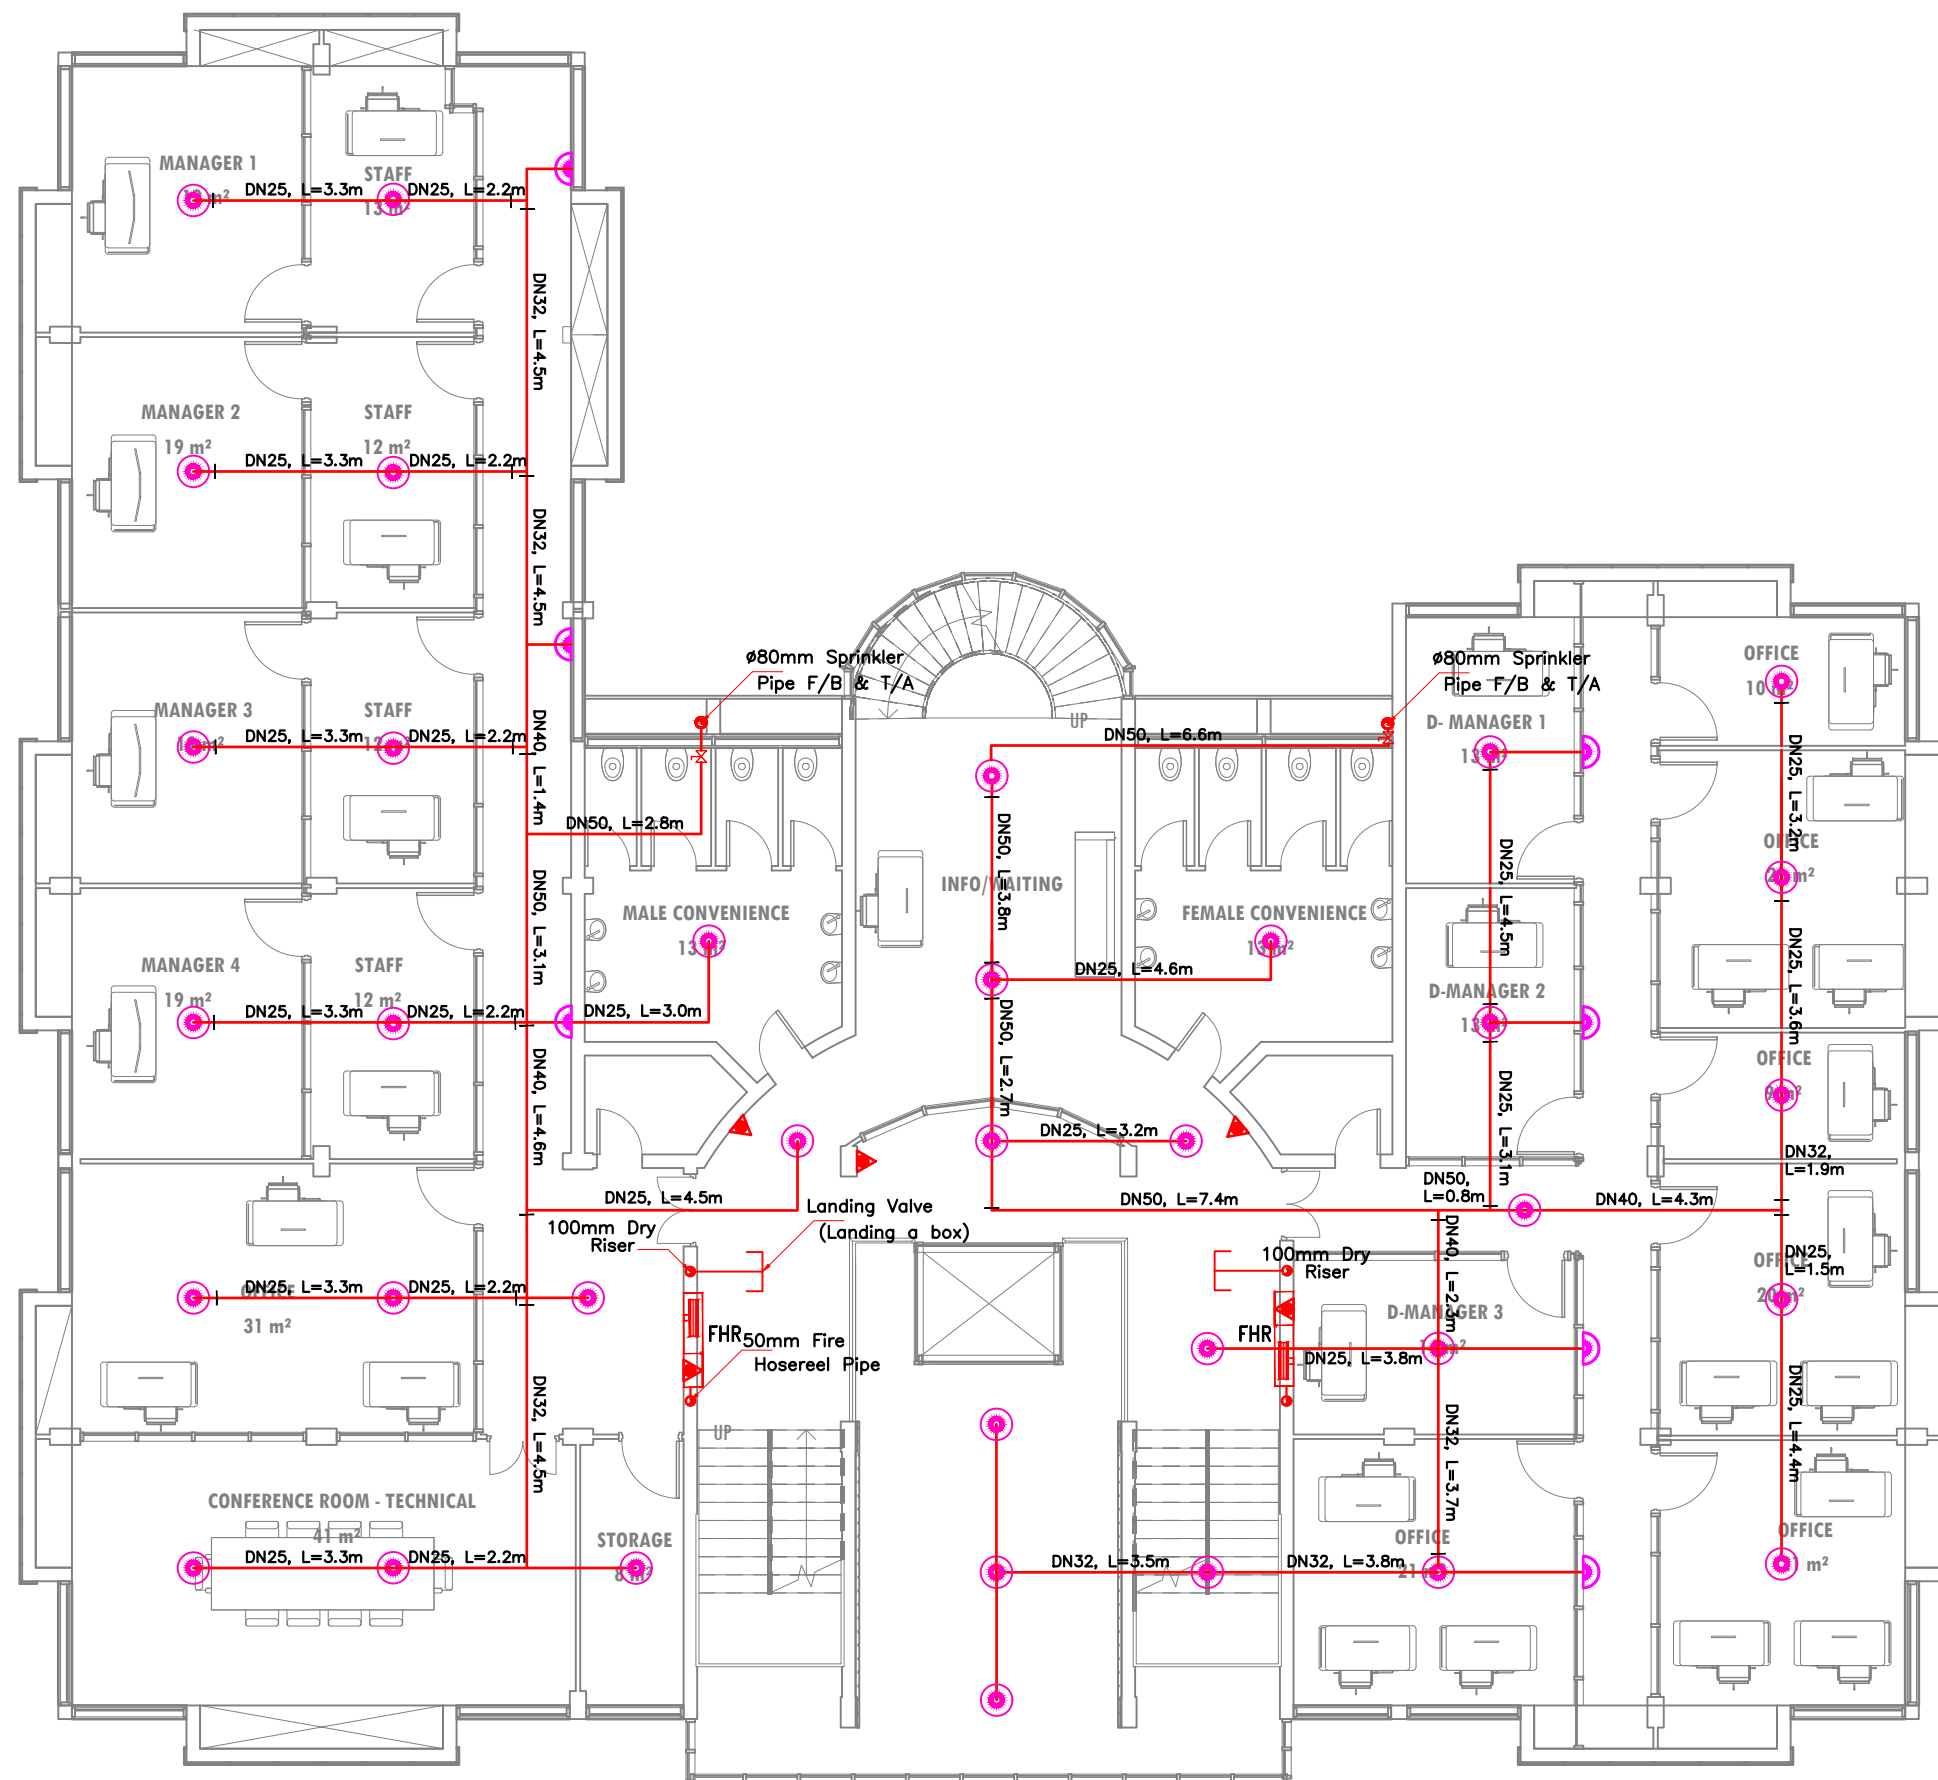 MANAGER 1
DN25, L=3.3m
STAFF
13 m²
DN25, L=2.2m
DN32, L=4.5m
MANAGER 2
19 m²
DN25, L=3.3m
STAFF
12 m²
DN25, L=2.2m
DN32, L=4.5m
MANAGER 3
DN25, L=3.3m
STAFF
DN25, L=2.2m
DN40, L=1.4m
ø80mm Sprinkler
Pipe F/B & T/A
DN50, L=2.8m
UP
DN50, L=6.6m
ø80mm Sprinkler
Pipe F/B & T/A
D- MANAGER 1
OFFICE
DN25, L=3.2m
OFFICE
MANAGER 4
19 m²
DN25, L=3.3m
STAFF
12 m²
DN25, L=2.2m
DN50, L=3.1m
MALE CONVENIENCE
DN25, L=3.0m
INFO/WAITING
DN50, L=3.8m
FEMALE CONVENIENCE
DN25, L=4.6m
DN25, L=4.5m
D-MANAGER 2
DN25, L=3.6m
OFFICE
DN40, L=4.6m
DN50, L=2.7m
DN25, L=3.2m
DN25, L=3.1m
DN32,
L=1.9m
DN25, L=4.5m
DN50, L=7.4m
DN50,
L=0.8m
DN40, L=4.3m
100mm Dry
Riser
Landing Valve
(Landing a box)
100mm Dry
Riser
DN40, L=2.3m
DN25,
L=1.5m
OFFICE
DN25, L=3.3m
DN25, L=2.2m
31 m²
FHR
50mm Fire
Hosereel Pipe
FHR
D-MANAGER 3
DN25, L=3.8m
OFFICE
DN32, L=4.5m
UP
DN32, L=3.7m
DN25, L=4.4m
CONFERENCE ROOM - TECHNICAL
41 m²
DN25, L=3.3m
DN25, L=2.2m
STORAGE
DN32, L=3.5m
DN32, L=3.8m
OFFICE
OFFICE